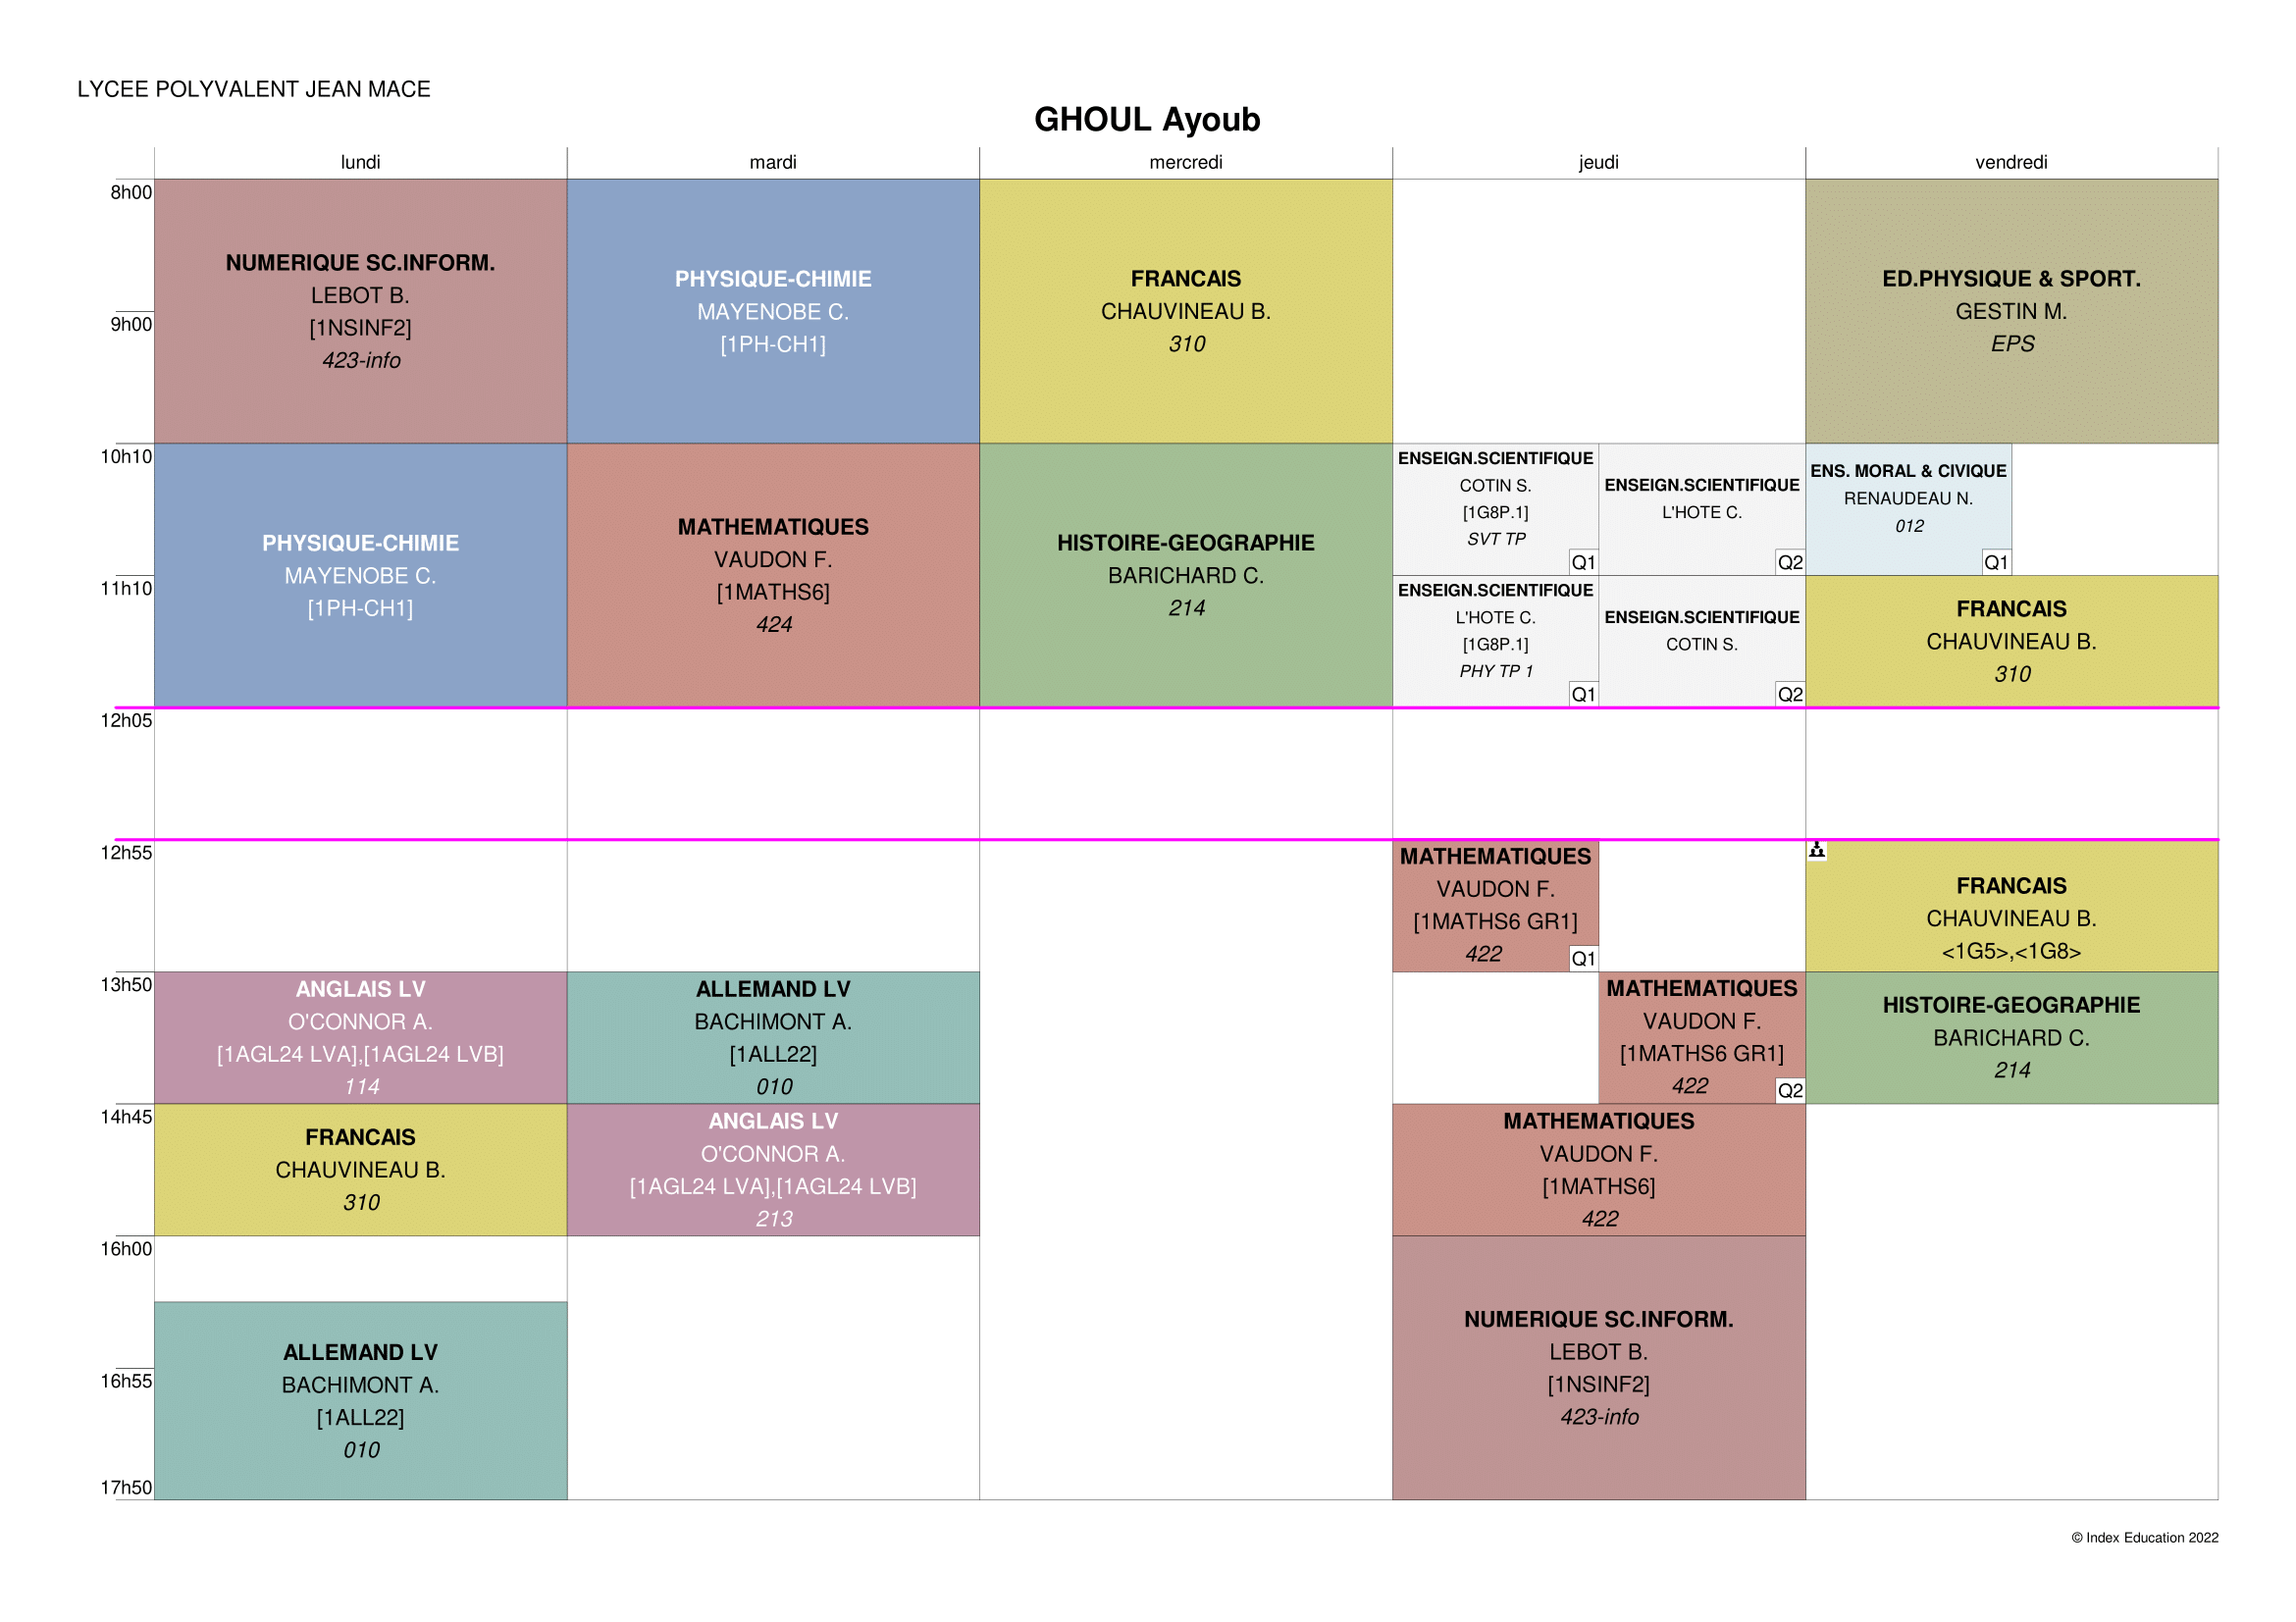 LYCEE POLYVALENT JEAN MACE
GHOUL Ayoub
lundi
mardi
mercredi
jeudi
vendredi
8h00
9h00
10h10
11h10
12h05
12h55
13h50
14h45
16h00
16h55
17h50
NUMERIQUE SC.INFORM.
LEBOT B.
[1NSINF2]
423-info
PHYSIQUE-CHIMIE
MAYENOBE C.
[1PH-CH1]
ANGLAIS LV
O'CONNOR A.
[1AGL24 LVA],[1AGL24 LVB]
114
FRANCAIS
CHAUVINEAU B.
310
ALLEMAND LV
BACHIMONT A.
[1ALL22]
010
PHYSIQUE-CHIMIE
MAYENOBE C.
[1PH-CH1]
MATHEMATIQUES
VAUDON F.
[1MATHS6]
424
ALLEMAND LV
BACHIMONT A.
[1ALL22]
010
ANGLAIS LV
O'CONNOR A.
[1AGL24 LVA],[1AGL24 LVB]
213
FRANCAIS
CHAUVINEAU B.
310
HISTOIRE-GEOGRAPHIE
BARICHARD C.
214
ENSEIGN.SCIENTIFIQUE
COTIN S.
[1G8P.1]
SVT TP
Q1
ENSEIGN.SCIENTIFIQUE
L'HOTE C.
Q2
ENSEIGN.SCIENTIFIQUE
L'HOTE C.
[1G8P.1]
PHY TP 1
Q1
ENSEIGN.SCIENTIFIQUE
COTIN S.
Q2
MATHEMATIQUES
VAUDON F.
[1MATHS6 GR1]
422
Q1
MATHEMATIQUES
VAUDON F.
[1MATHS6 GR1]
422
Q2
MATHEMATIQUES
VAUDON F.
[1MATHS6]
422
NUMERIQUE SC.INFORM.
LEBOT B.
[1NSINF2]
423-info
ED.PHYSIQUE & SPORT.
GESTIN M.
EPS
ENS. MORAL & CIVIQUE
RENAUDEAU N.
012
Q1
FRANCAIS
CHAUVINEAU B.
310
FRANCAIS
CHAUVINEAU B.
<1G5>,<1G8>
HISTOIRE-GEOGRAPHIE
BARICHARD C.
214
© Index Education 2022